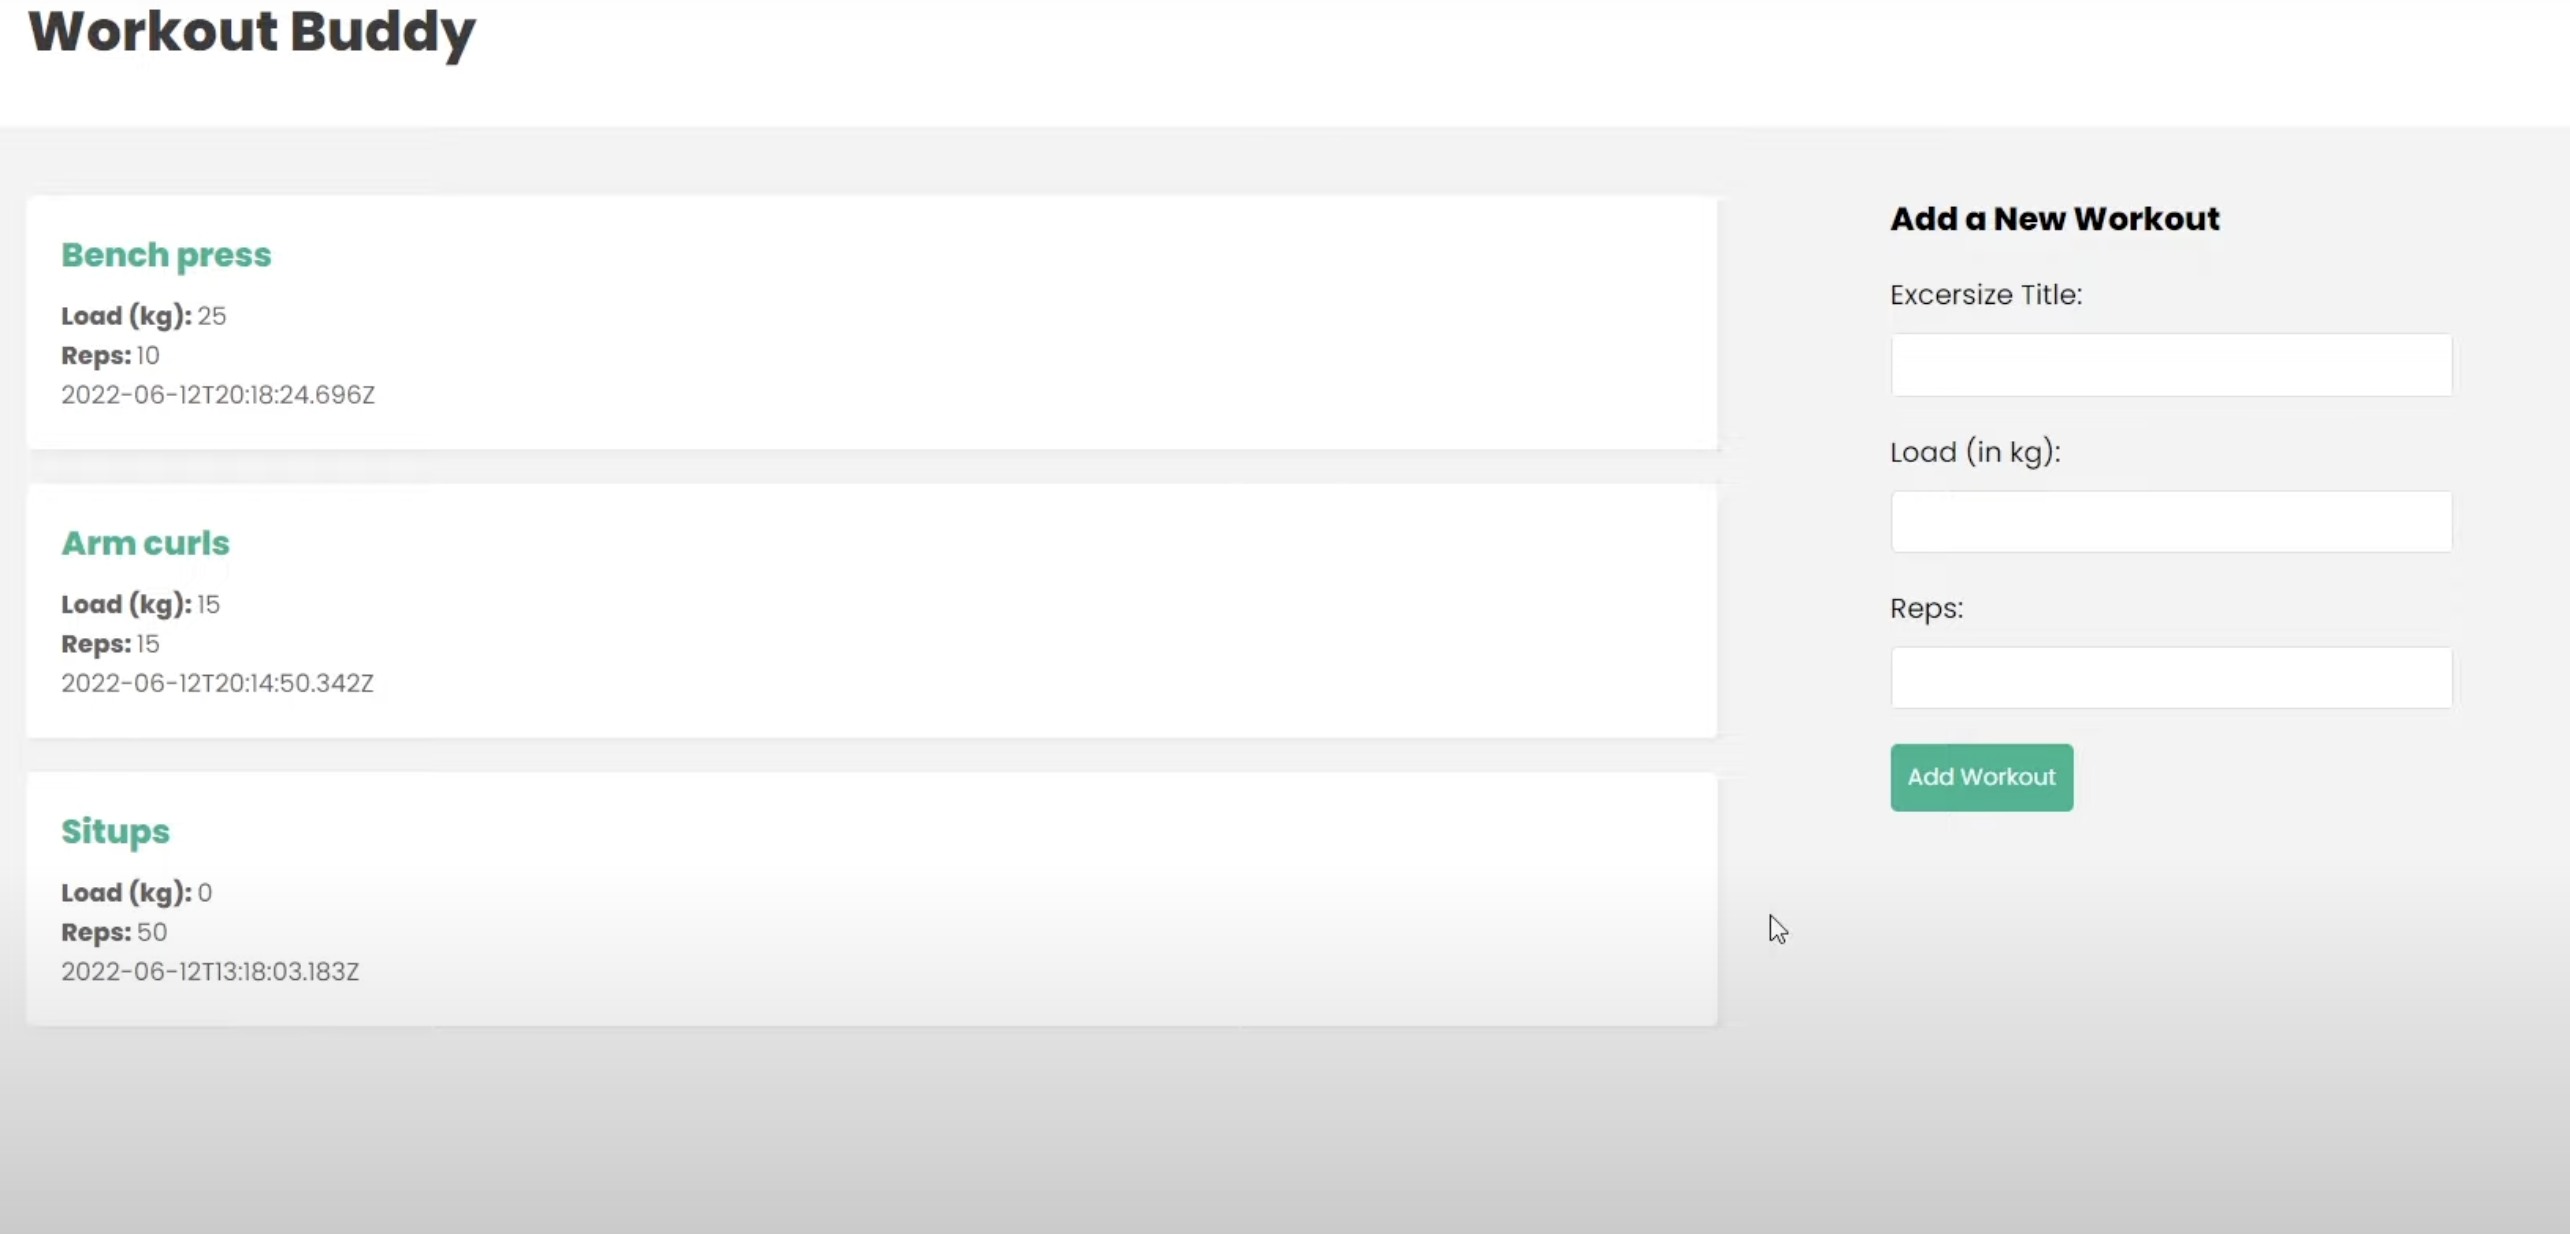 Workout Buddy
Bench press
Load (kg): 25
Reps: 10
2022-06-12T20:18:24.696Z
Arm curls
Load (kg): 15
Reps: 15
2022-06-12T20:14:50.342Z
Situps
Load (kg): 0
Reps: 50
2022-06-12T13:18:03.183Z
Add a New Workout
Excersize Title:
Load (in kg):
Reps:
Add Workout